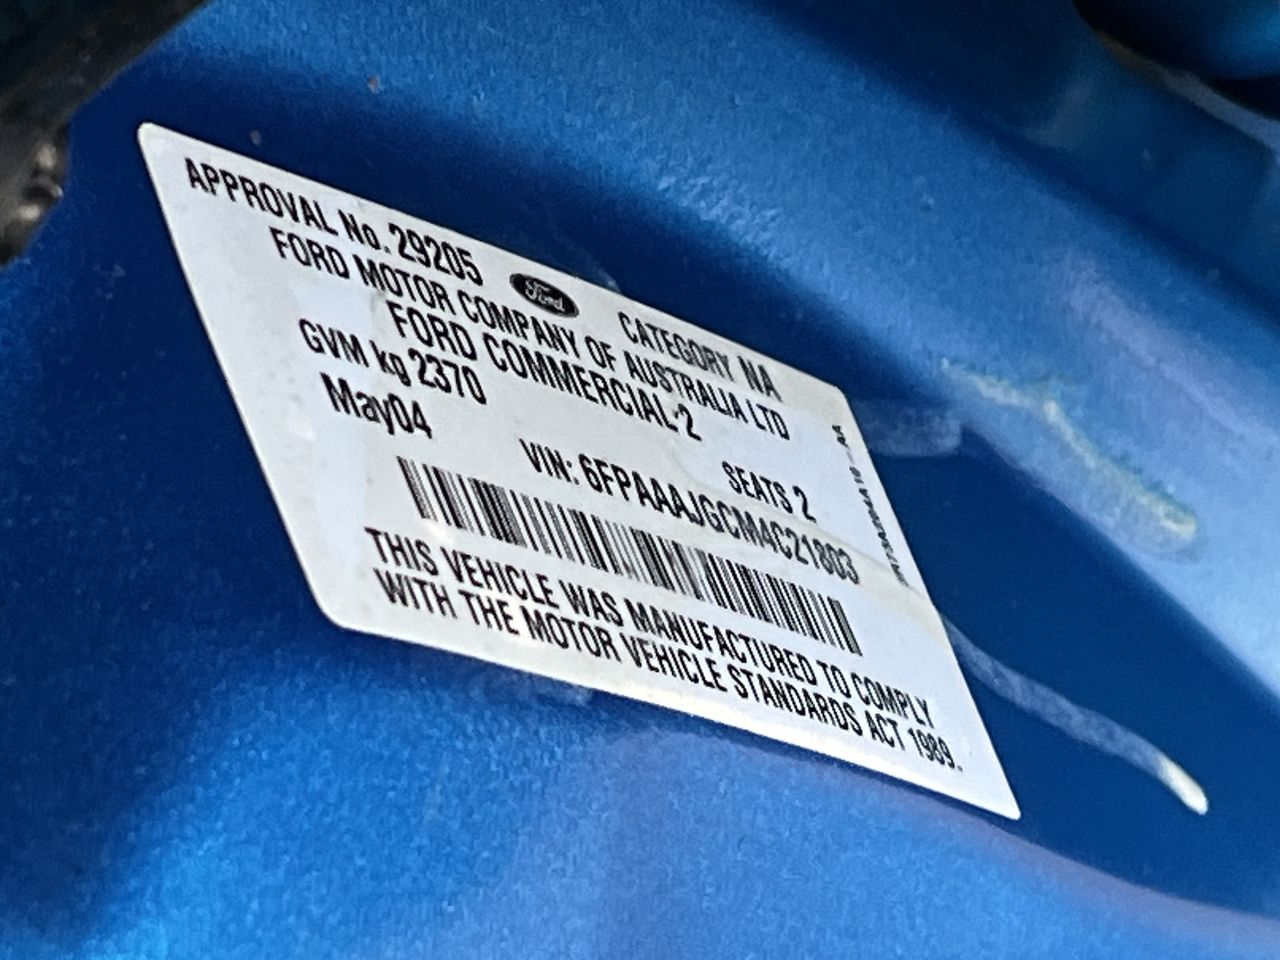 APPROVAL No. 29205 Ford CATEGORY NA
FORD MOTOR COMPANY OF AUSTRALIA LTD
FORD COMMERCIAL-2
GVM kg 2370 SEATS 2
May04 VIN: 6FPAAAJGCM4C21803
THIS VEHICLE WAS MANUFACTURED TO COMPLY
WITH THE MOTOR VEHICLE STANDARDS ACT 1989.